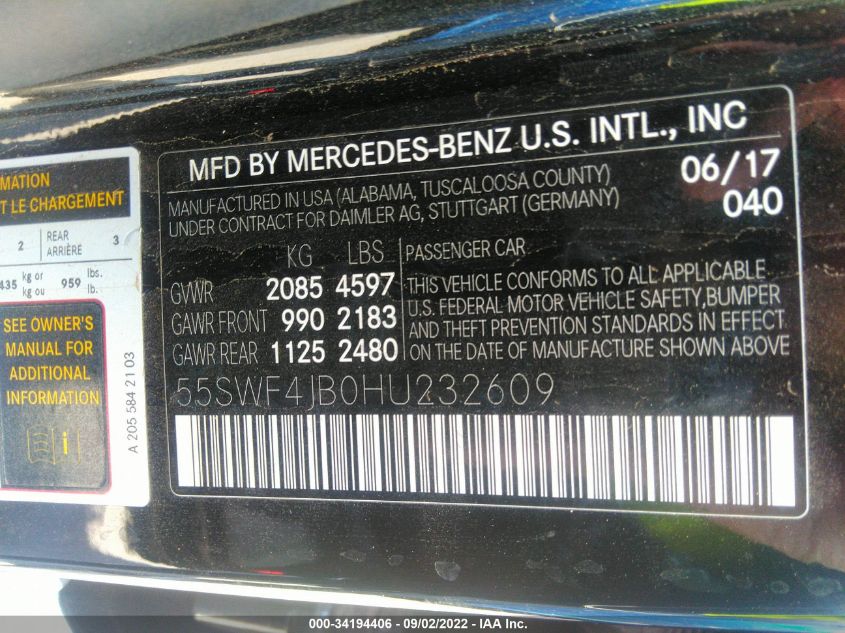 MFD BY MERCEDES-BENZ U.S. INTL., INC
MANUFACTURED IN USA (ALABAMA, TUSCALOOSA COUNTY)
UNDER CONTRACT FOR DAIMLER AG, STUTTGART (GERMANY)
06/17
040
KG LBS
GVWR 2085 4597
GAWR FRONT 990 2183
GAWR REAR 1125 2480
PASSENGER CAR
THIS VEHICLE CONFORMS TO ALL APPLICABLE
U.S. FEDERAL MOTOR VEHICLE SAFETY, BUMPER
AND THEFT PREVENTION STANDARDS IN EFFECT
ON THE DATE OF MANUFACTURE SHOWN ABOVE
55SWF4JB0HU232609
LE CHARGEMENT
2 REAR 3
ARRIÈRE
435 kg or 959 lbs.
kg ou lb.
SEE OWNER'S
MANUAL FOR
ADDITIONAL
INFORMATION
i
A 205 584 21 03
000-34194406 - 09/02/2022 - IAA Inc.